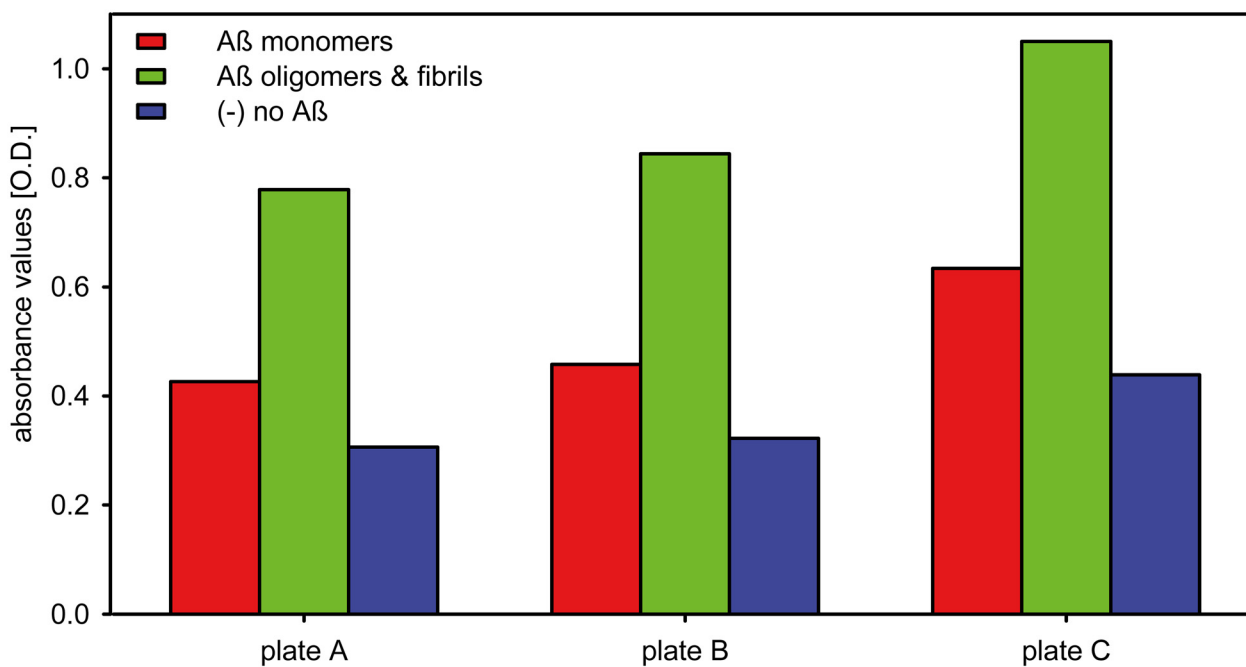 Aß monomers
Aß oligomers & fibrils
(-) no Aß
absorbance values [O.D.]
1.0
0.8
0.6
0.4
0.2
0.0
plate A
plate B
plate C